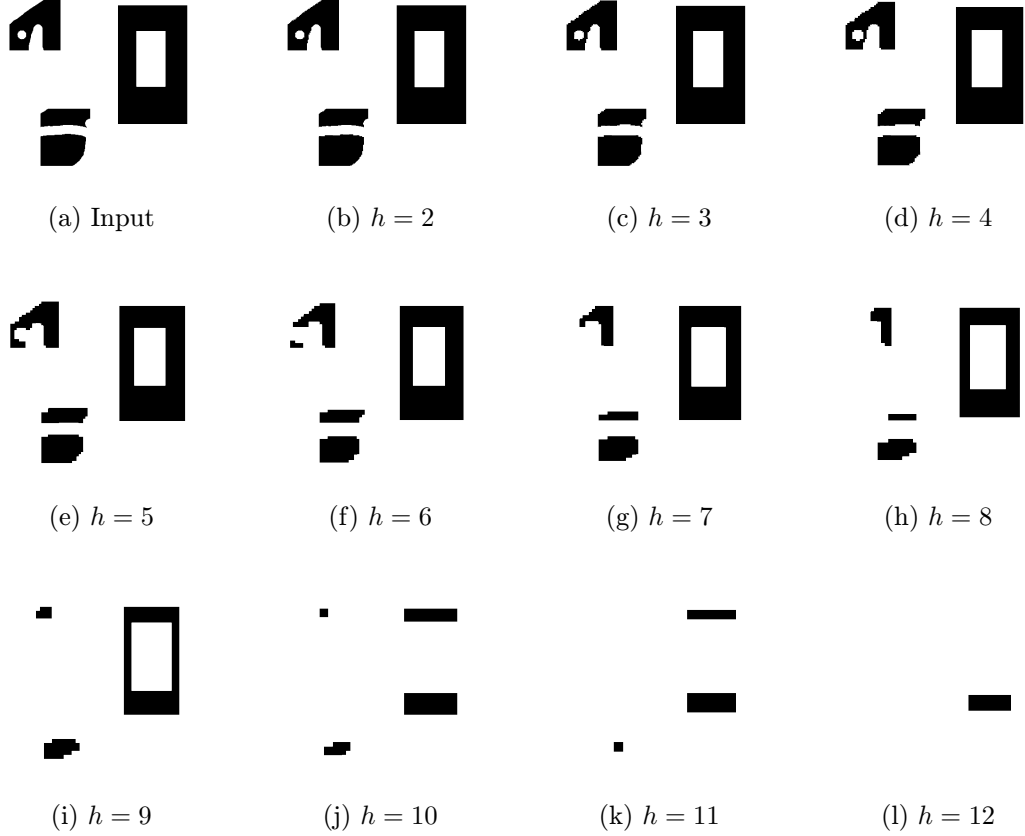 (a) Input
(b) h = 2
(c) h = 3
(d) h = 4
(e) h = 5
(f) h = 6
(g) h = 7
(h) h = 8
(i) h = 9
(j) h = 10
(k) h = 11
(l) h = 12